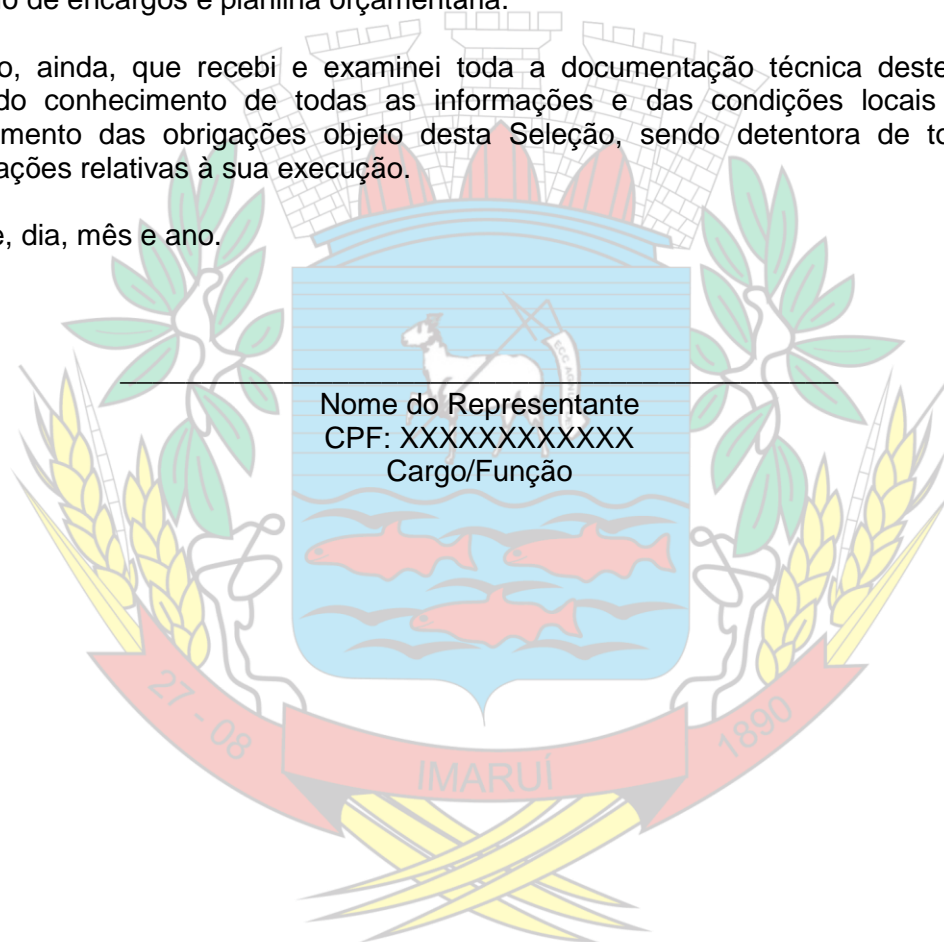 o de encargos e planilha orçamentária.
o, ainda, que recebi e examinei toda a documentação técnica deste
do conhecimento de todas as informações e das condições locais
mento das obrigações objeto desta Seleção, sendo detentora de to
ações relativas à sua execução.
e, dia, mês e ano.
Nome do Representante
CPF: XXXXXXXXXXXX
Cargo/Função
27 - 08
IMARUÍ
1890